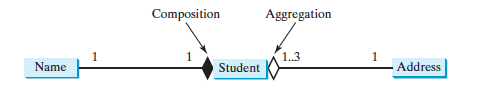 Composition Aggregation
1 1 1..3 1
Name Student Address